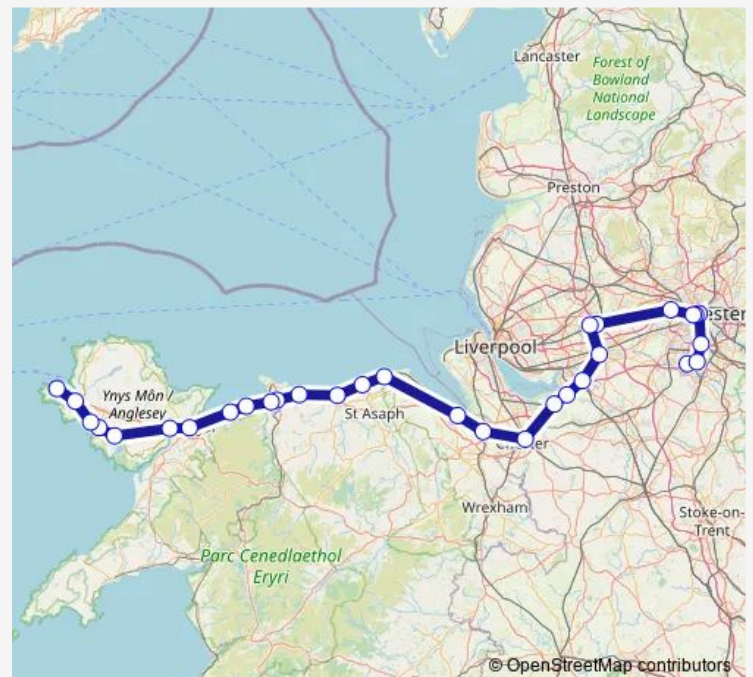 Lancaster
Forest of
Bowland
National
Landscape
Preston
ester
Liverpool
Ynys Môn /
Anglesey
St Asaph
Wrexham
Stoke-on-
Trent
Parc Cenedlaethol
Eryri
© OpenStreetMap contributors